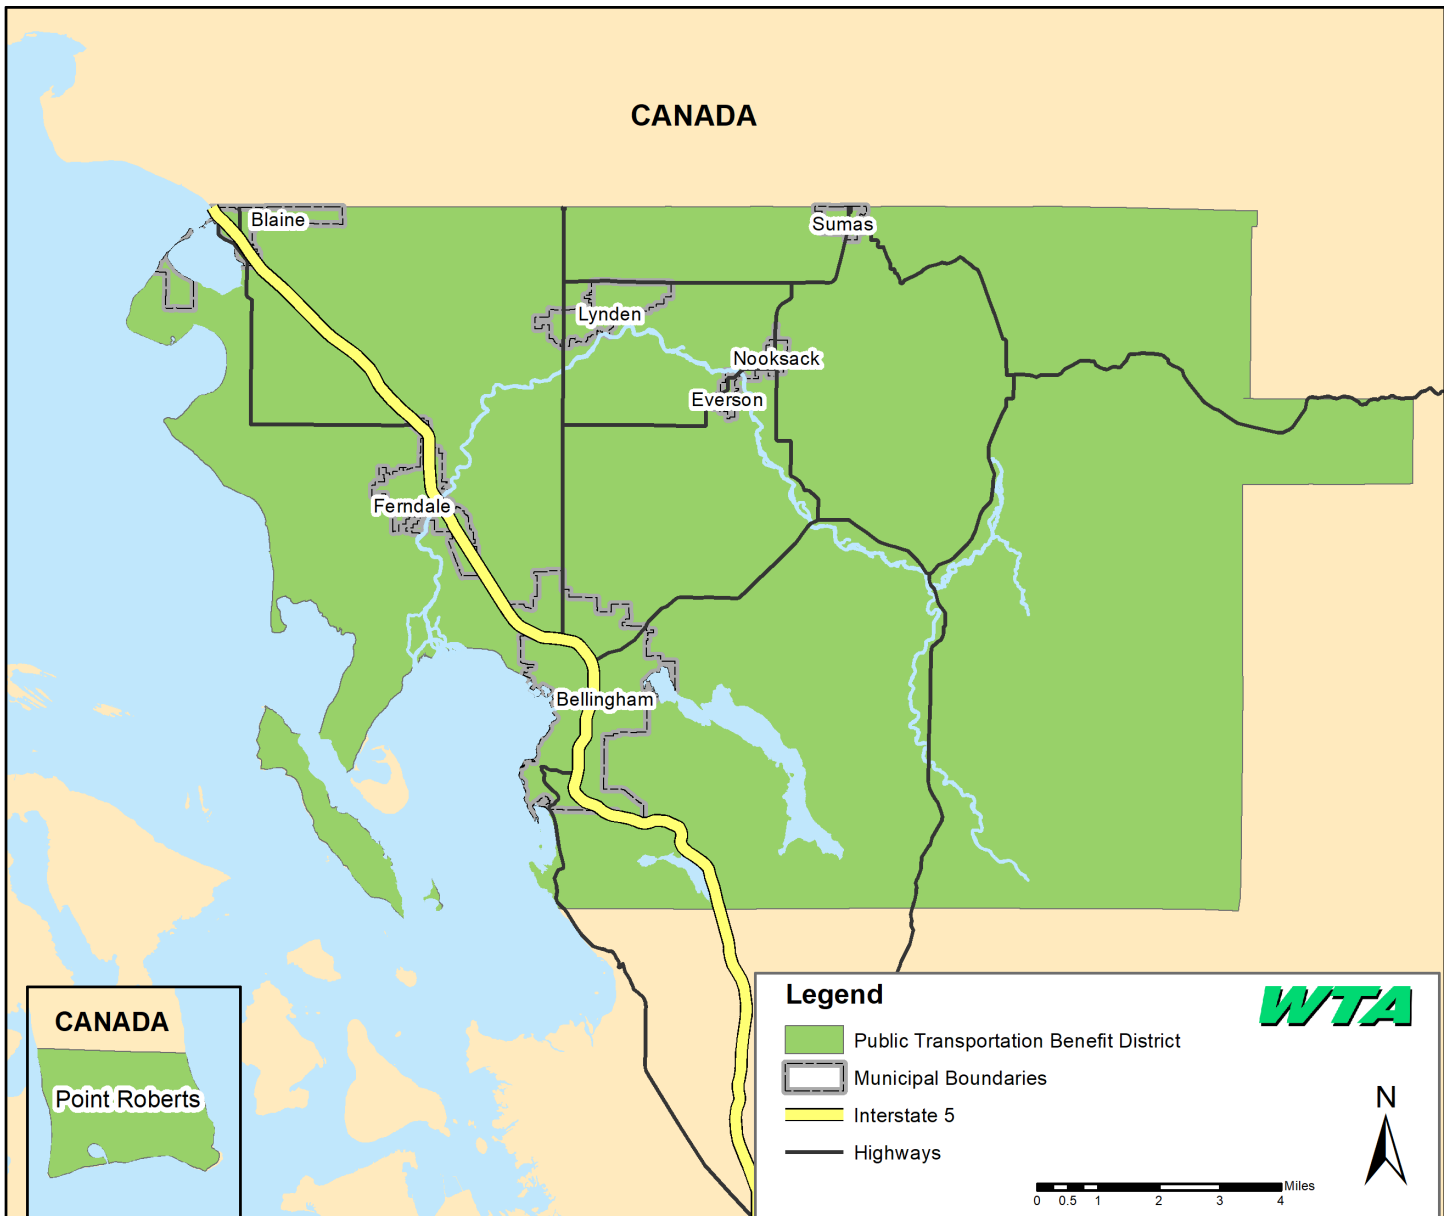 CANADA
Blaine
Sumas
Lynden
Nooksack
Everson
Ferndale
Bellingham
CANADA
Point Roberts
Legend
WTA
Public Transportation Benefit District
Municipal Boundaries
Interstate 5
Highways
N
Miles
0 0.5 1 2 3 4